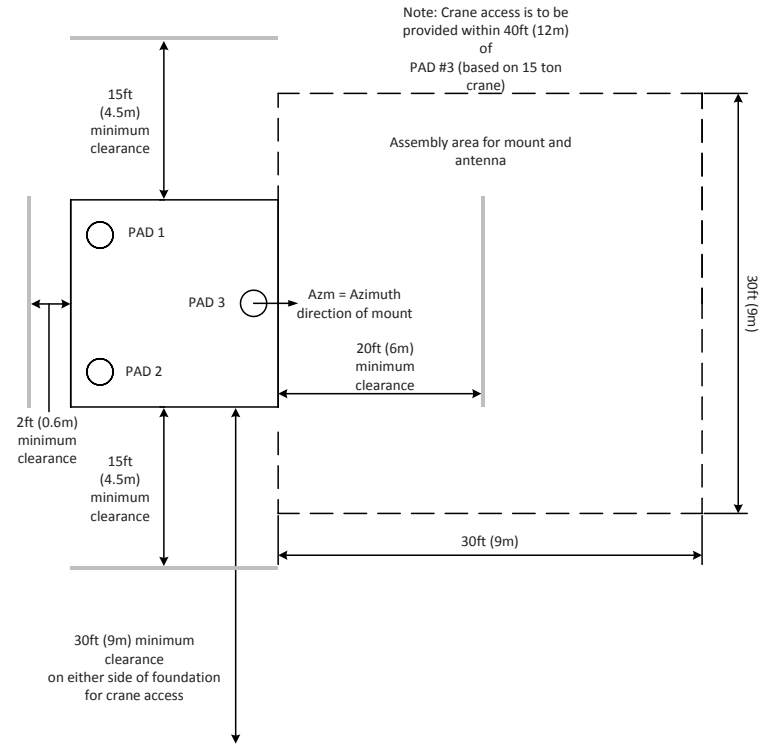 Note: Crane access is to be
provided within 40ft (12m)
of
PAD #3 (based on 15 ton
crane)
15ft
(4.5m)
minimum
clearance
Assembly area for mount and
antenna
PAD 1
PAD 3
Azm = Azimuth
direction of mount
30ft (9m)
20ft (6m)
minimum
clearance
PAD 2
2ft (0.6m)
minimum
clearance
15ft
(4.5m)
minimum
clearance
30ft (9m)
30ft (9m) minimum
clearance
on either side of foundation
for crane access